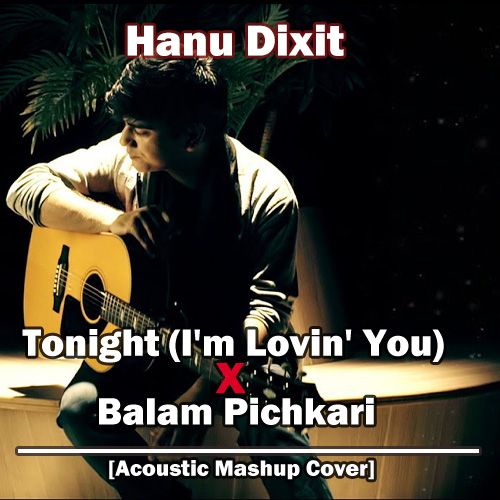 Hanu Dixit
Tonight (I'm Lovin' You)
X
Balam Pichkari
[Acoustic Mashup Cover]